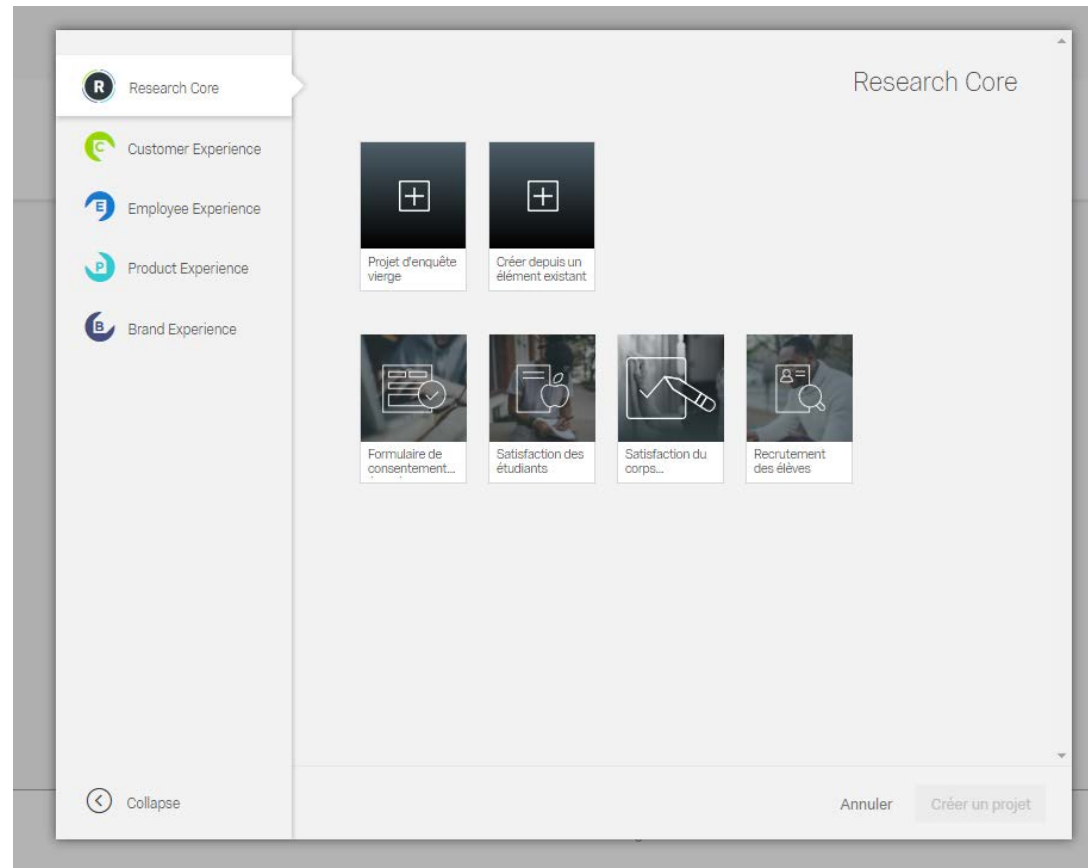 R
Research Core
C
Customer Experience
E
Employee Experience
P
Product Experience
B
Brand Experience
Collapse
Research Core
Projet d'enquête
vierge
Créer depuis un
élément existant
Formulaire de
consentement...
Satisfaction des
étudiants
Satisfaction du
corps...
Recrutement
des élèves
Annuler
Créer un projet